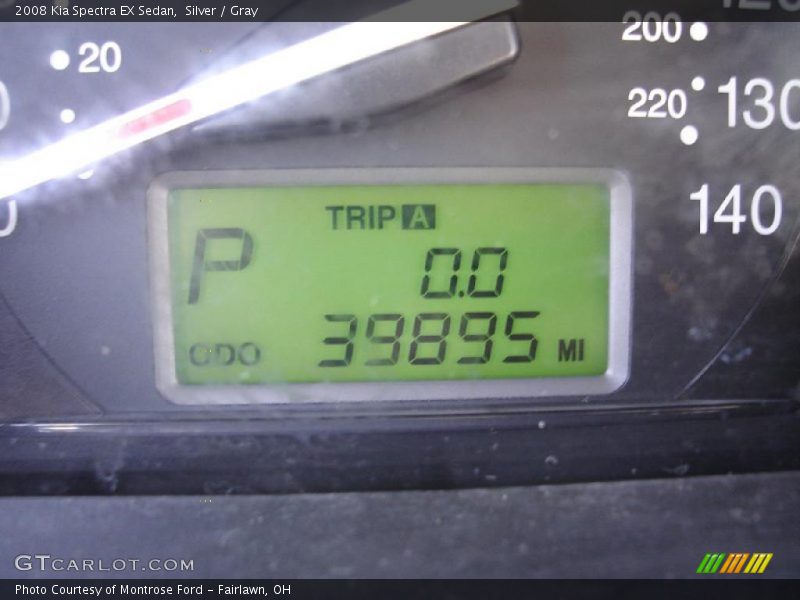 2008 Kia Spectra EX Sedan,  Silver / Gray
20
200
220
130
140
TRIP A
P
0.0
ODO 39895 MI
GTCARLOT.COM
Photo Courtesy of Montrose Ford - Fairlawn, OH